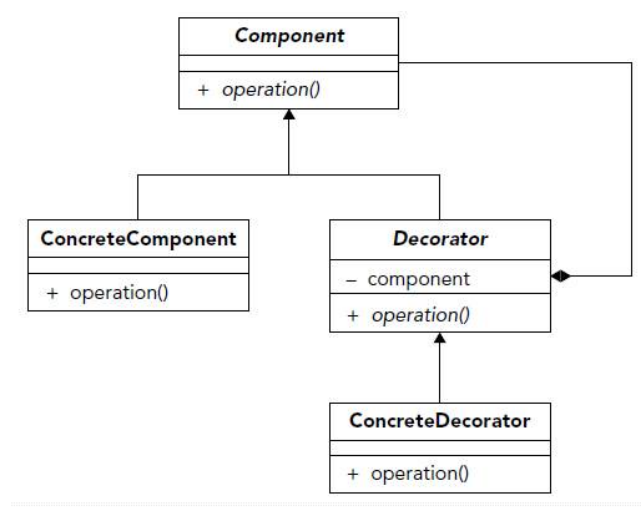 Component
+ operation()
ConcreteComponent
+ operation()
Decorator
– component
+ operation()
ConcreteDecorator
+ operation()